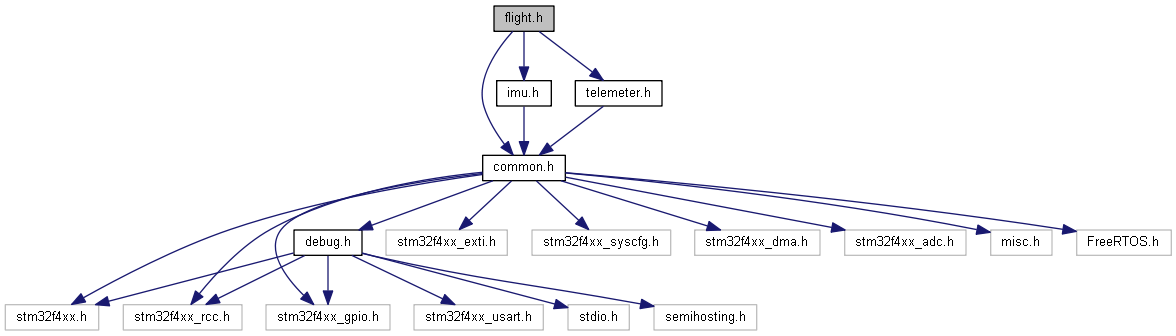 flight.h
imu.h
telemeter.h
common.h
debug.h
stm32f4xx_exti.h
stm32f4xx_syscfg.h
stm32f4xx_dma.h
stm32f4xx_adc.h
misc.h
FreeRTOS.h
stm32f4xx.h
stm32f4xx_rcc.h
stm32f4xx_gpio.h
stm32f4xx_usart.h
stdio.h
semihosting.h